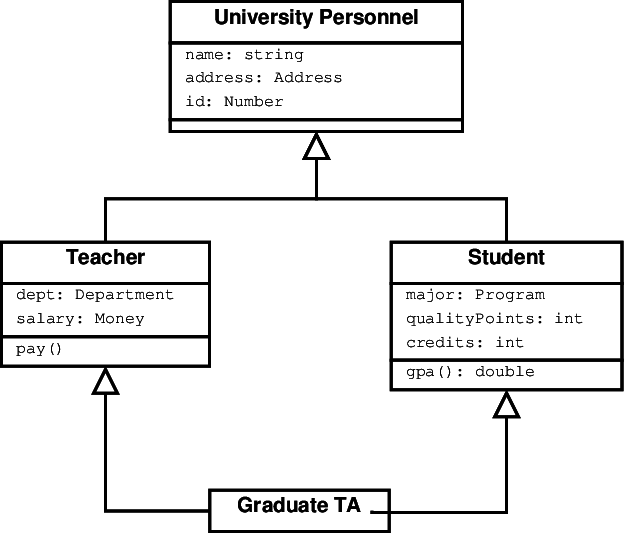 University Personnel
name: string
address: Address
id: Number
Teacher
dept: Department
salary: Money
pay()
Student
major: Program
qualityPoints: int
credits: int
gpa(): double
Graduate TA